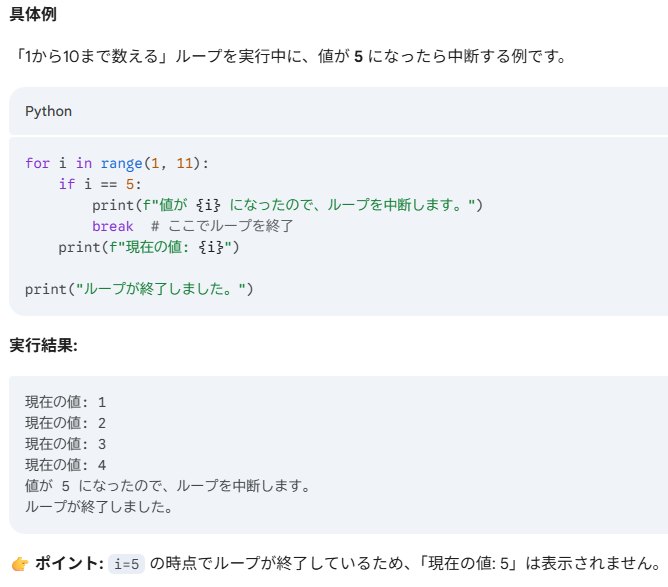 具体例
「1から10まで数える」ループを実行中に、値が 5 になったら中断する例です。
Python
for i in range(1, 11):
    if i == 5:
        print(f"値が {i} になったので、ループを中断します。")
        break  # ここでループを終了
    print(f"現在の値: {i}")
print("ループが終了しました。")
実行結果:
現在の値: 1
現在の値: 2
現在の値: 3
現在の値: 4
値が 5 になったので、ループを中断します。
ループが終了しました。
👉 ポイント: i=5 の時点でループが終了しているため、「現在の値: 5」は表示されません。